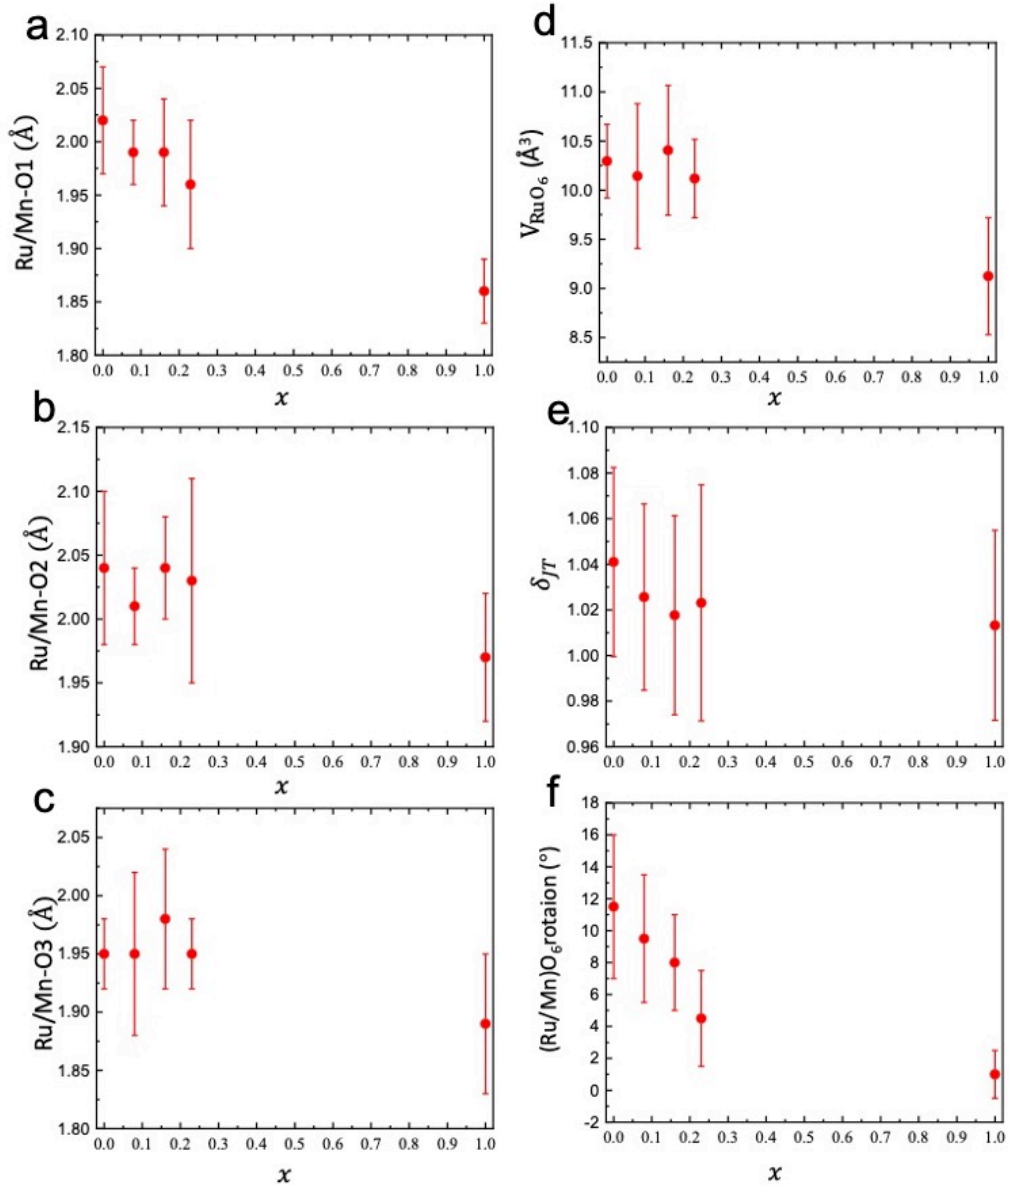 a
2.10
2.05
2.00
1.95
1.90
1.85
1.80
Ru/Mn-O1 (Å)
0.0 0.1 0.2 0.3 0.4 0.5 0.6 0.7 0.8 0.9 1.0
x
b
2.15
2.10
2.05
2.00
1.95
1.90
Ru/Mn-O2 (Å)
0.0 0.1 0.2 0.3 0.4 0.5 0.6 0.7 0.8 0.9 1.0
x
c
2.05
2.00
1.95
1.90
1.85
1.80
Ru/Mn-O3 (Å)
0.0 0.1 0.2 0.3 0.4 0.5 0.6 0.7 0.8 0.9 1.0
x
d
11.5
11.0
10.5
10.0
9.5
9.0
8.5
V_RuO₆ (Å³)
0.0 0.1 0.2 0.3 0.4 0.5 0.6 0.7 0.8 0.9 1.0
x
e
1.10
1.08
1.06
1.04
1.02
1.00
0.98
0.96
δ_JT
0.0 0.1 0.2 0.3 0.4 0.5 0.6 0.7 0.8 0.9 1.0
f
18
16
14
12
10
8
6
4
2
0
-2
(Ru/Mn)O₆rotaion (°)
0.0 0.1 0.2 0.3 0.4 0.5 0.6 0.7 0.8 0.9 1.0
x